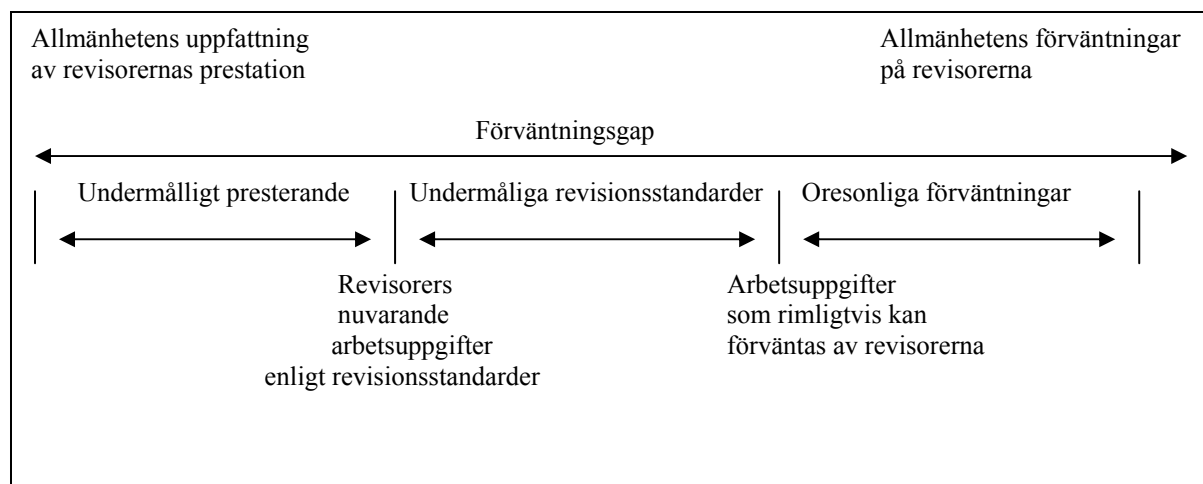 Allmänhetens uppfattning
av revisorernas prestation
Allmänhetens förväntningar
på revisorerna
Förväntningsgap
Undermålligt presterande
Undermåliga revisionsstandarder
Oresonliga förväntningar
Revisorers
nuvarande
arbetsuppgifter
enligt revisionsstandarder
Arbetsuppgifter
som rimligtvis kan
förväntas av revisorerna